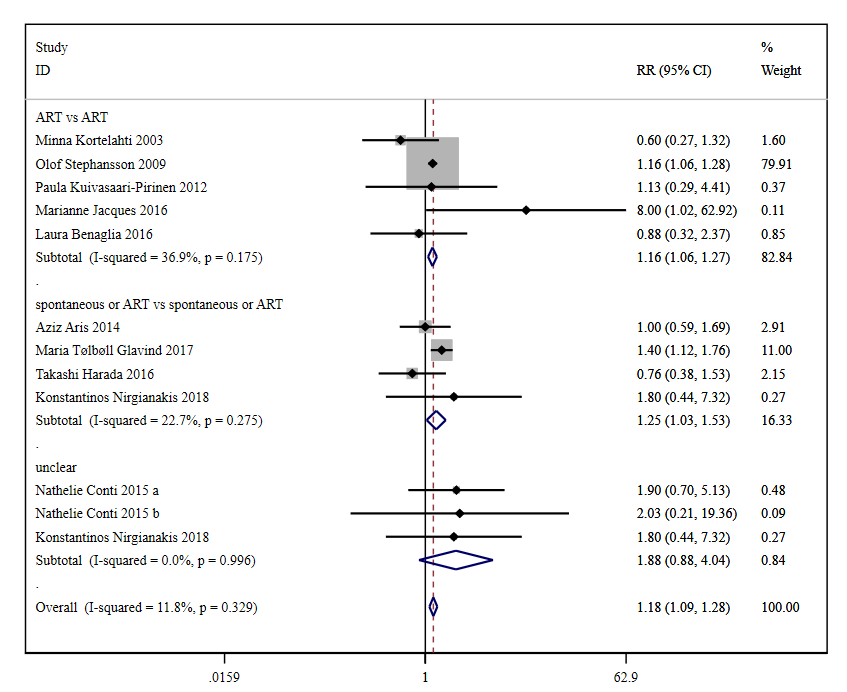 Study %
ID RR (95% CI) Weight
ART vs ART
Minna Kortelahti 2003 0.60 (0.27, 1.32) 1.60
Olof Stephansson 2009 1.16 (1.06, 1.28) 79.91
Paula Kuivasaari-Pirinen 2012 1.13 (0.29, 4.41) 0.37
Marianne Jacques 2016 8.00 (1.02, 62.92) 0.11
Laura Benaglia 2016 0.88 (0.32, 2.37) 0.85
Subtotal (I-squared = 36.9%, p = 0.175) 1.16 (1.06, 1.27) 82.84
.
spontaneous or ART vs spontaneous or ART
Aziz Aris 2014 1.00 (0.59, 1.69) 2.91
Maria Tølbøll Glavind 2017 1.40 (1.12, 1.76) 11.00
Takashi Harada 2016 0.76 (0.38, 1.53) 2.15
Konstantinos Nirgianakis 2018 1.80 (0.44, 7.32) 0.27
Subtotal (I-squared = 22.7%, p = 0.275) 1.25 (1.03, 1.53) 16.33
.
unclear
Nathelie Conti 2015 a 1.90 (0.70, 5.13) 0.48
Nathelie Conti 2015 b 2.03 (0.21, 19.36) 0.09
Konstantinos Nirgianakis 2018 1.80 (0.44, 7.32) 0.27
Subtotal (I-squared = 0.0%, p = 0.996) 1.88 (0.88, 4.04) 0.84
.
Overall (I-squared = 11.8%, p = 0.329) 1.18 (1.09, 1.28) 100.00
.0159 1 62.9